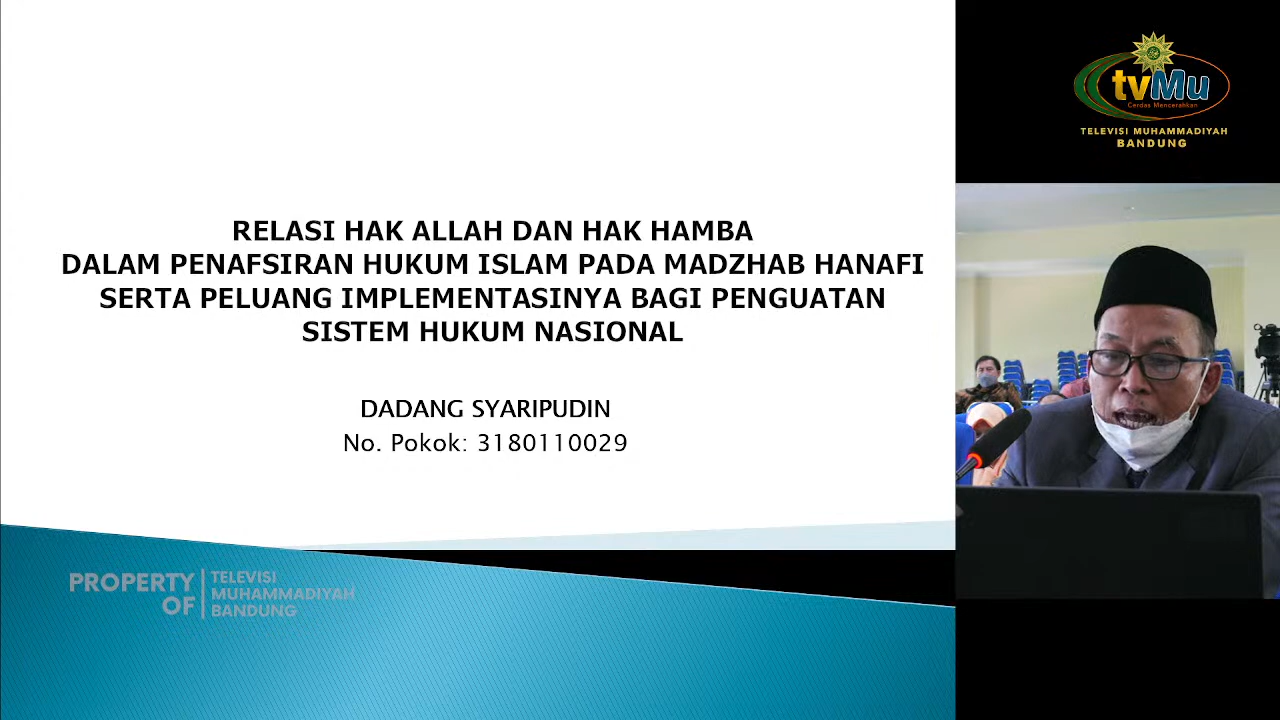 RELASI HAK ALLAH DAN HAK HAMBA
DALAM PENAFSIRAN HUKUM ISLAM PADA MADZHAB HANAFI
SERTA PELUANG IMPLEMENTASINYA BAGI PENGUATAN
SISTEM HUKUM NASIONAL
DADANG SYARIPUDIN
No. Pokok: 3180110029
PROPERTY OF
TELEVISI
MUHAMMADIYAH
BANDUNG
tvMu
Cerdas Mencerahkan
TELEVISI MUHAMMADIYAH
BANDUNG